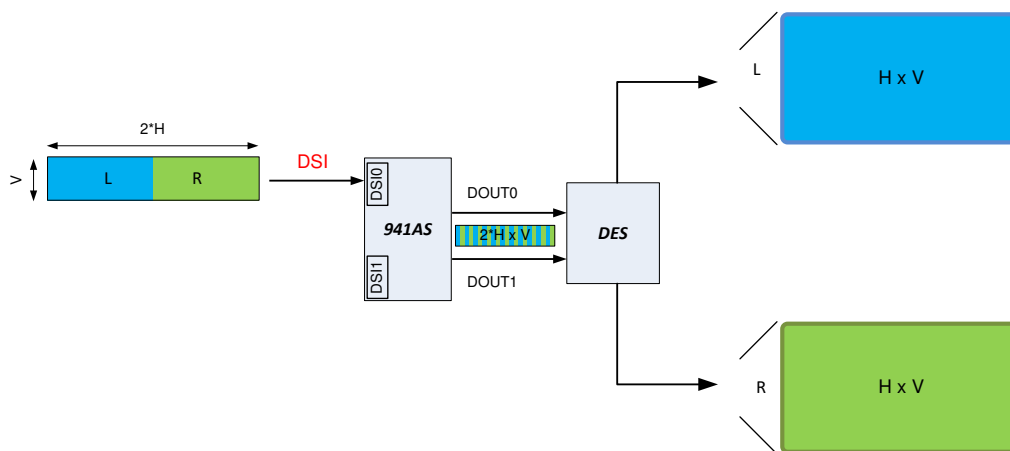 2*H
V
L
R
DSI
DSI0
941AS
DSI1
DOUT0
2*H x V
DOUT1
DES
L
H x V
R
H x V